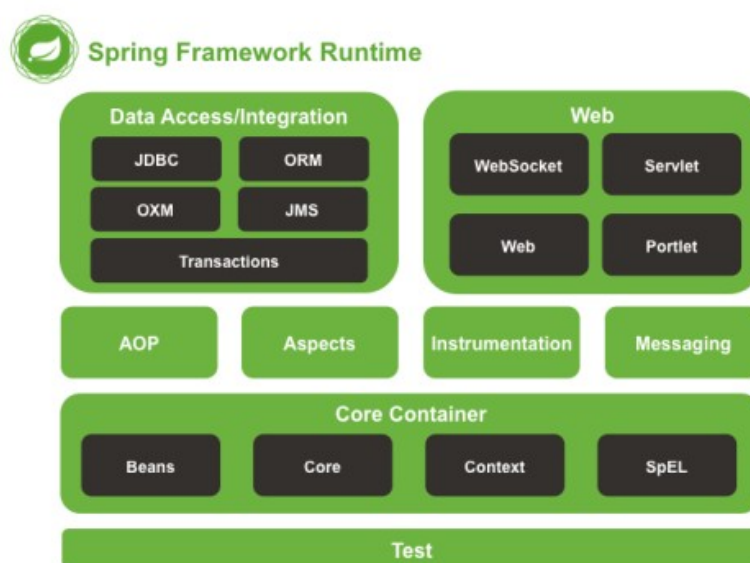 Spring Framework Runtime
Data Access/Integration
JDBC
ORM
OXM
JMS
Transactions
Web
WebSocket
Servlet
Web
Portlet
AOP
Aspects
Instrumentation
Messaging
Core Container
Beans
Core
Context
SpEL
Test